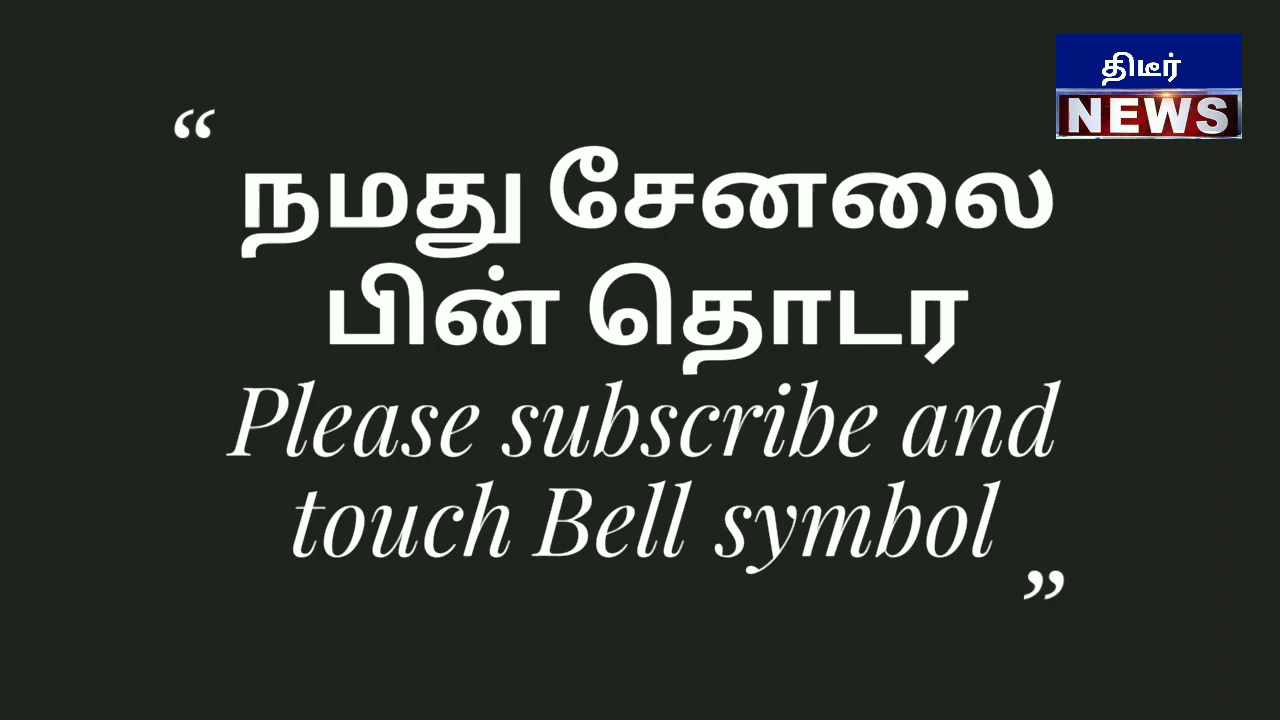 திடீர்
NEWS
“
நமது சேனலை
பின் தொடர
Please subscribe and
touch Bell symbol
”